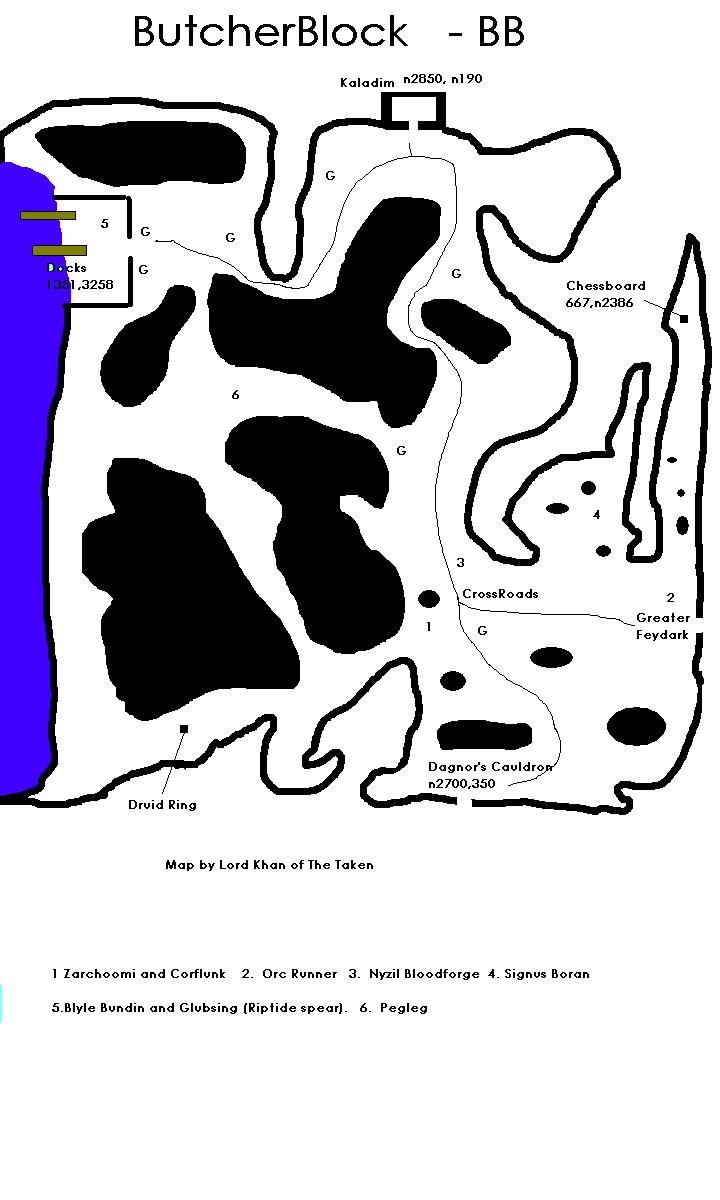 ButcherBlock - BB
Kaladim n2850, n190
G
5
G
G
G
G
Docks
1351,3258
Chessboard
667,n2386
6
G
4
3
CrossRoads
2
1
G
Greater
Feydark
Dagnor's Cauldron
n2700,350
Druid Ring
Map by Lord Khan of The Taken
1 Zarchoomi and Corflunk 2. Orc Runner 3. Nyzil Bloodforge 4. Signus Boran
5.Blyle Bundin and Glubsing (Riptide spear). 6. Pegleg